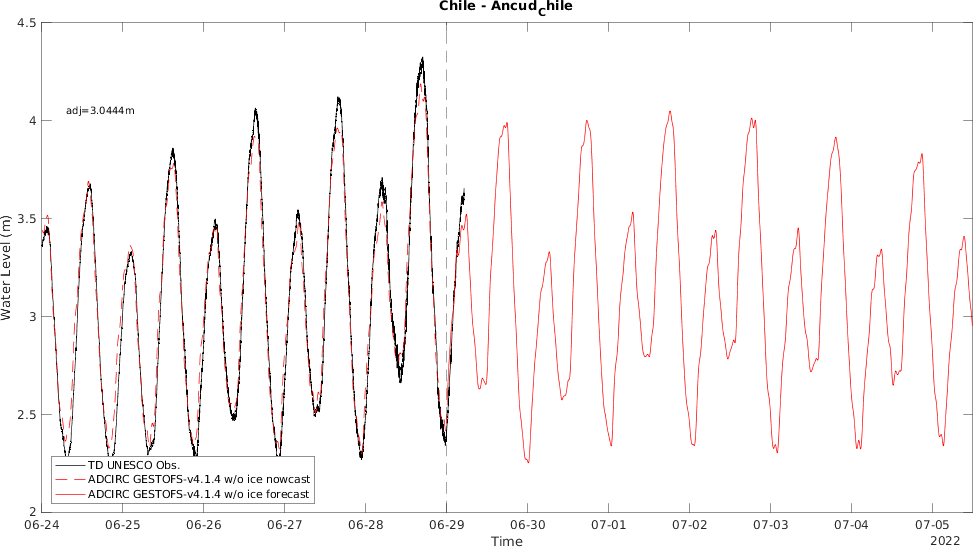 Chile - Ancud_Chile
4.5
4
3.5
3
2.5
2
Water Level (m)
adj=3.0444m
TD UNESCO Obs.
ADCIRC GESTOFS-v4.1.4 w/o ice nowcast
ADCIRC GESTOFS-v4.1.4 w/o ice forecast
06-24 06-25 06-26 06-27 06-28 06-29 06-30 07-01 07-02 07-03 07-04 07-05
Time
2022